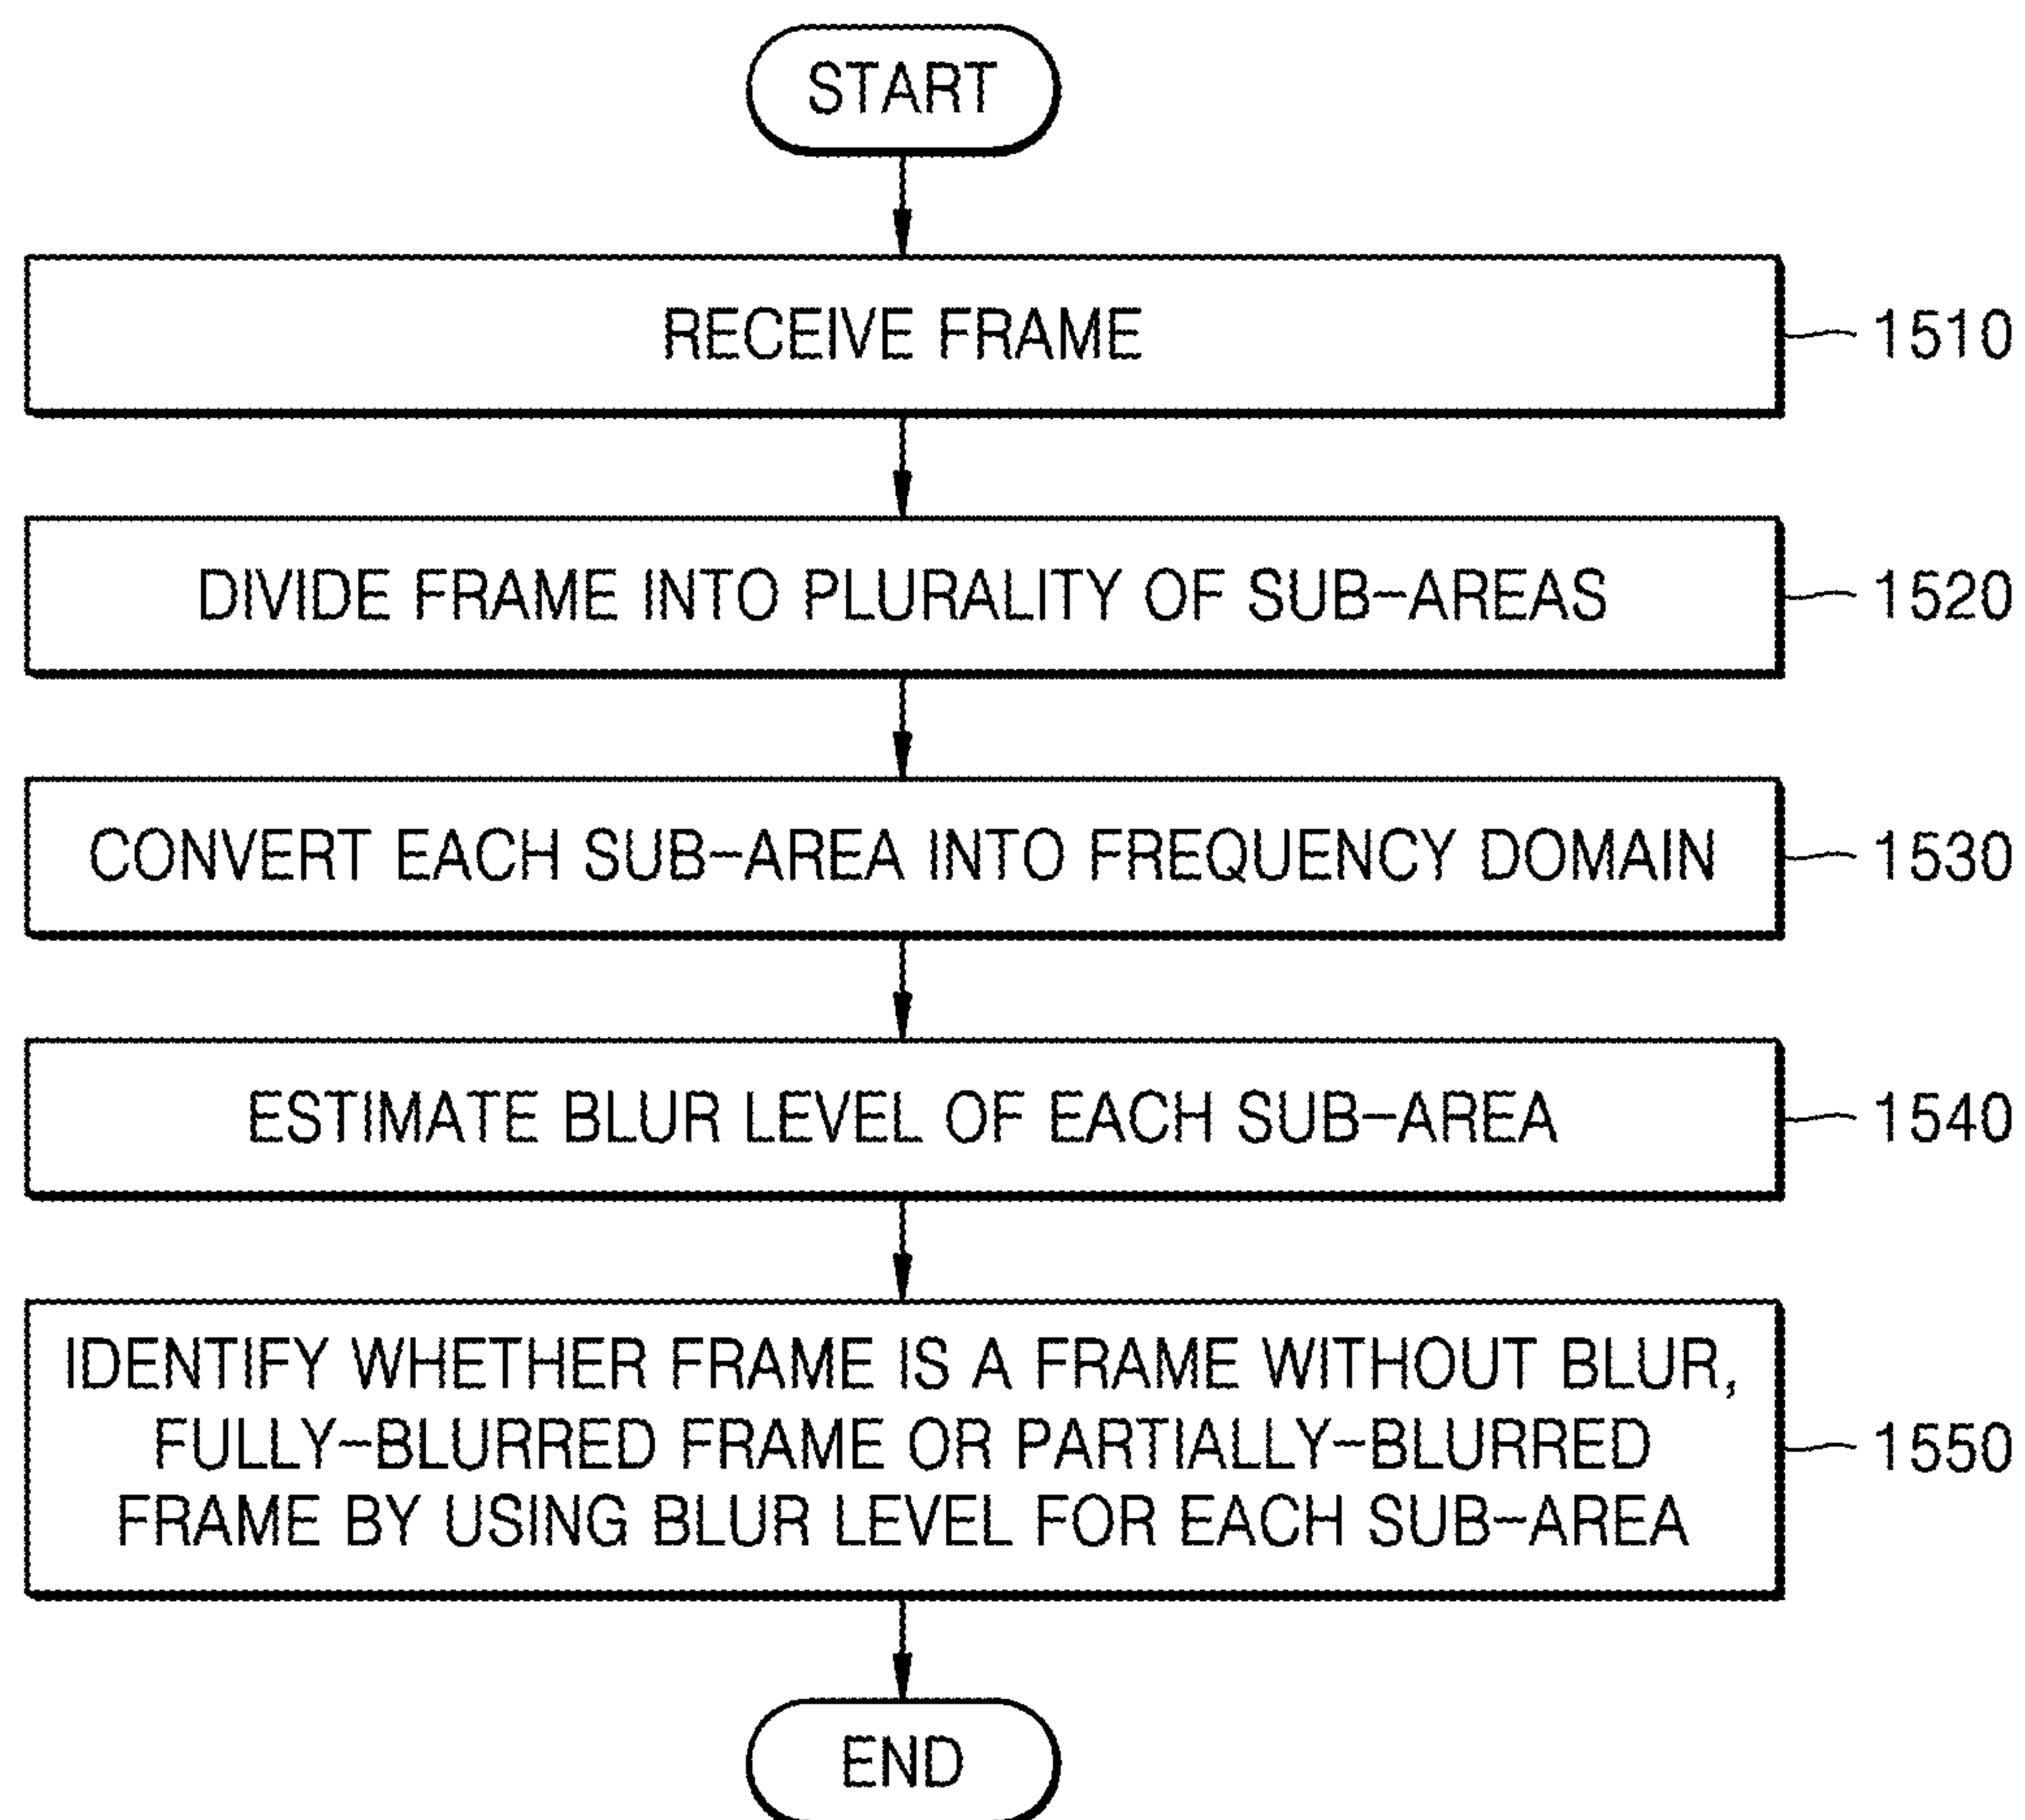 START
RECEIVE FRAME
1510
DIVIDE FRAME INTO PLURALITY OF SUB-AREAS
1520
CONVERT EACH SUB-AREA INTO FREQUENCY DOMAIN
1530
ESTIMATE BLUR LEVEL OF EACH SUB-AREA
1540
IDENTIFY WHETHER FRAME IS A FRAME WITHOUT BLUR,
FULLY-BLURRED FRAME OR PARTIALLY-BLURRED
FRAME BY USING BLUR LEVEL FOR EACH SUB-AREA
1550
END